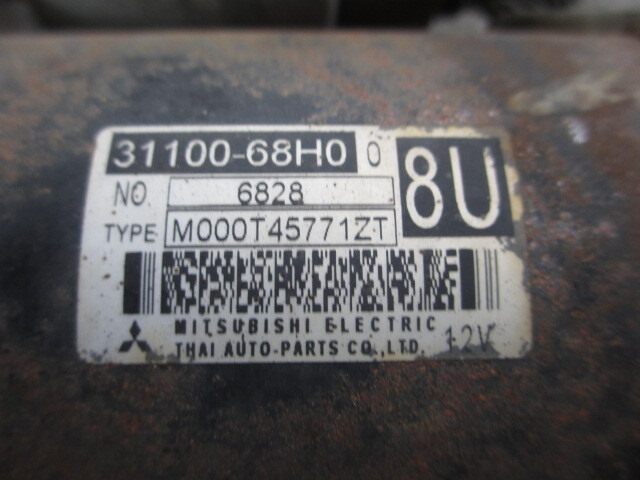 31100-68H0 0
8U
NO. 6828
TYPE M000T45771ZT
MITSUBISHI ELECTRIC
THAI AUTO-PARTS CO.,LTD. 12V